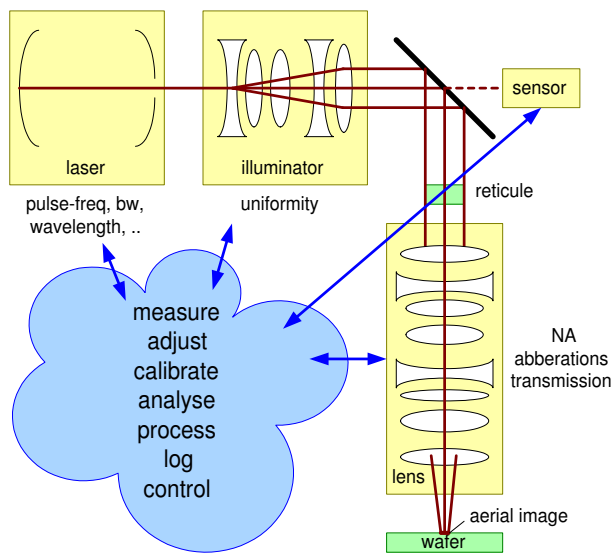 laser
illuminator
sensor
pulse-freq, bw,
wavelength, ..
uniformity
reticule
measure
adjust
calibrate
analyse
process
log
control
NA
abberations
transmission
lens
aerial image
wafer